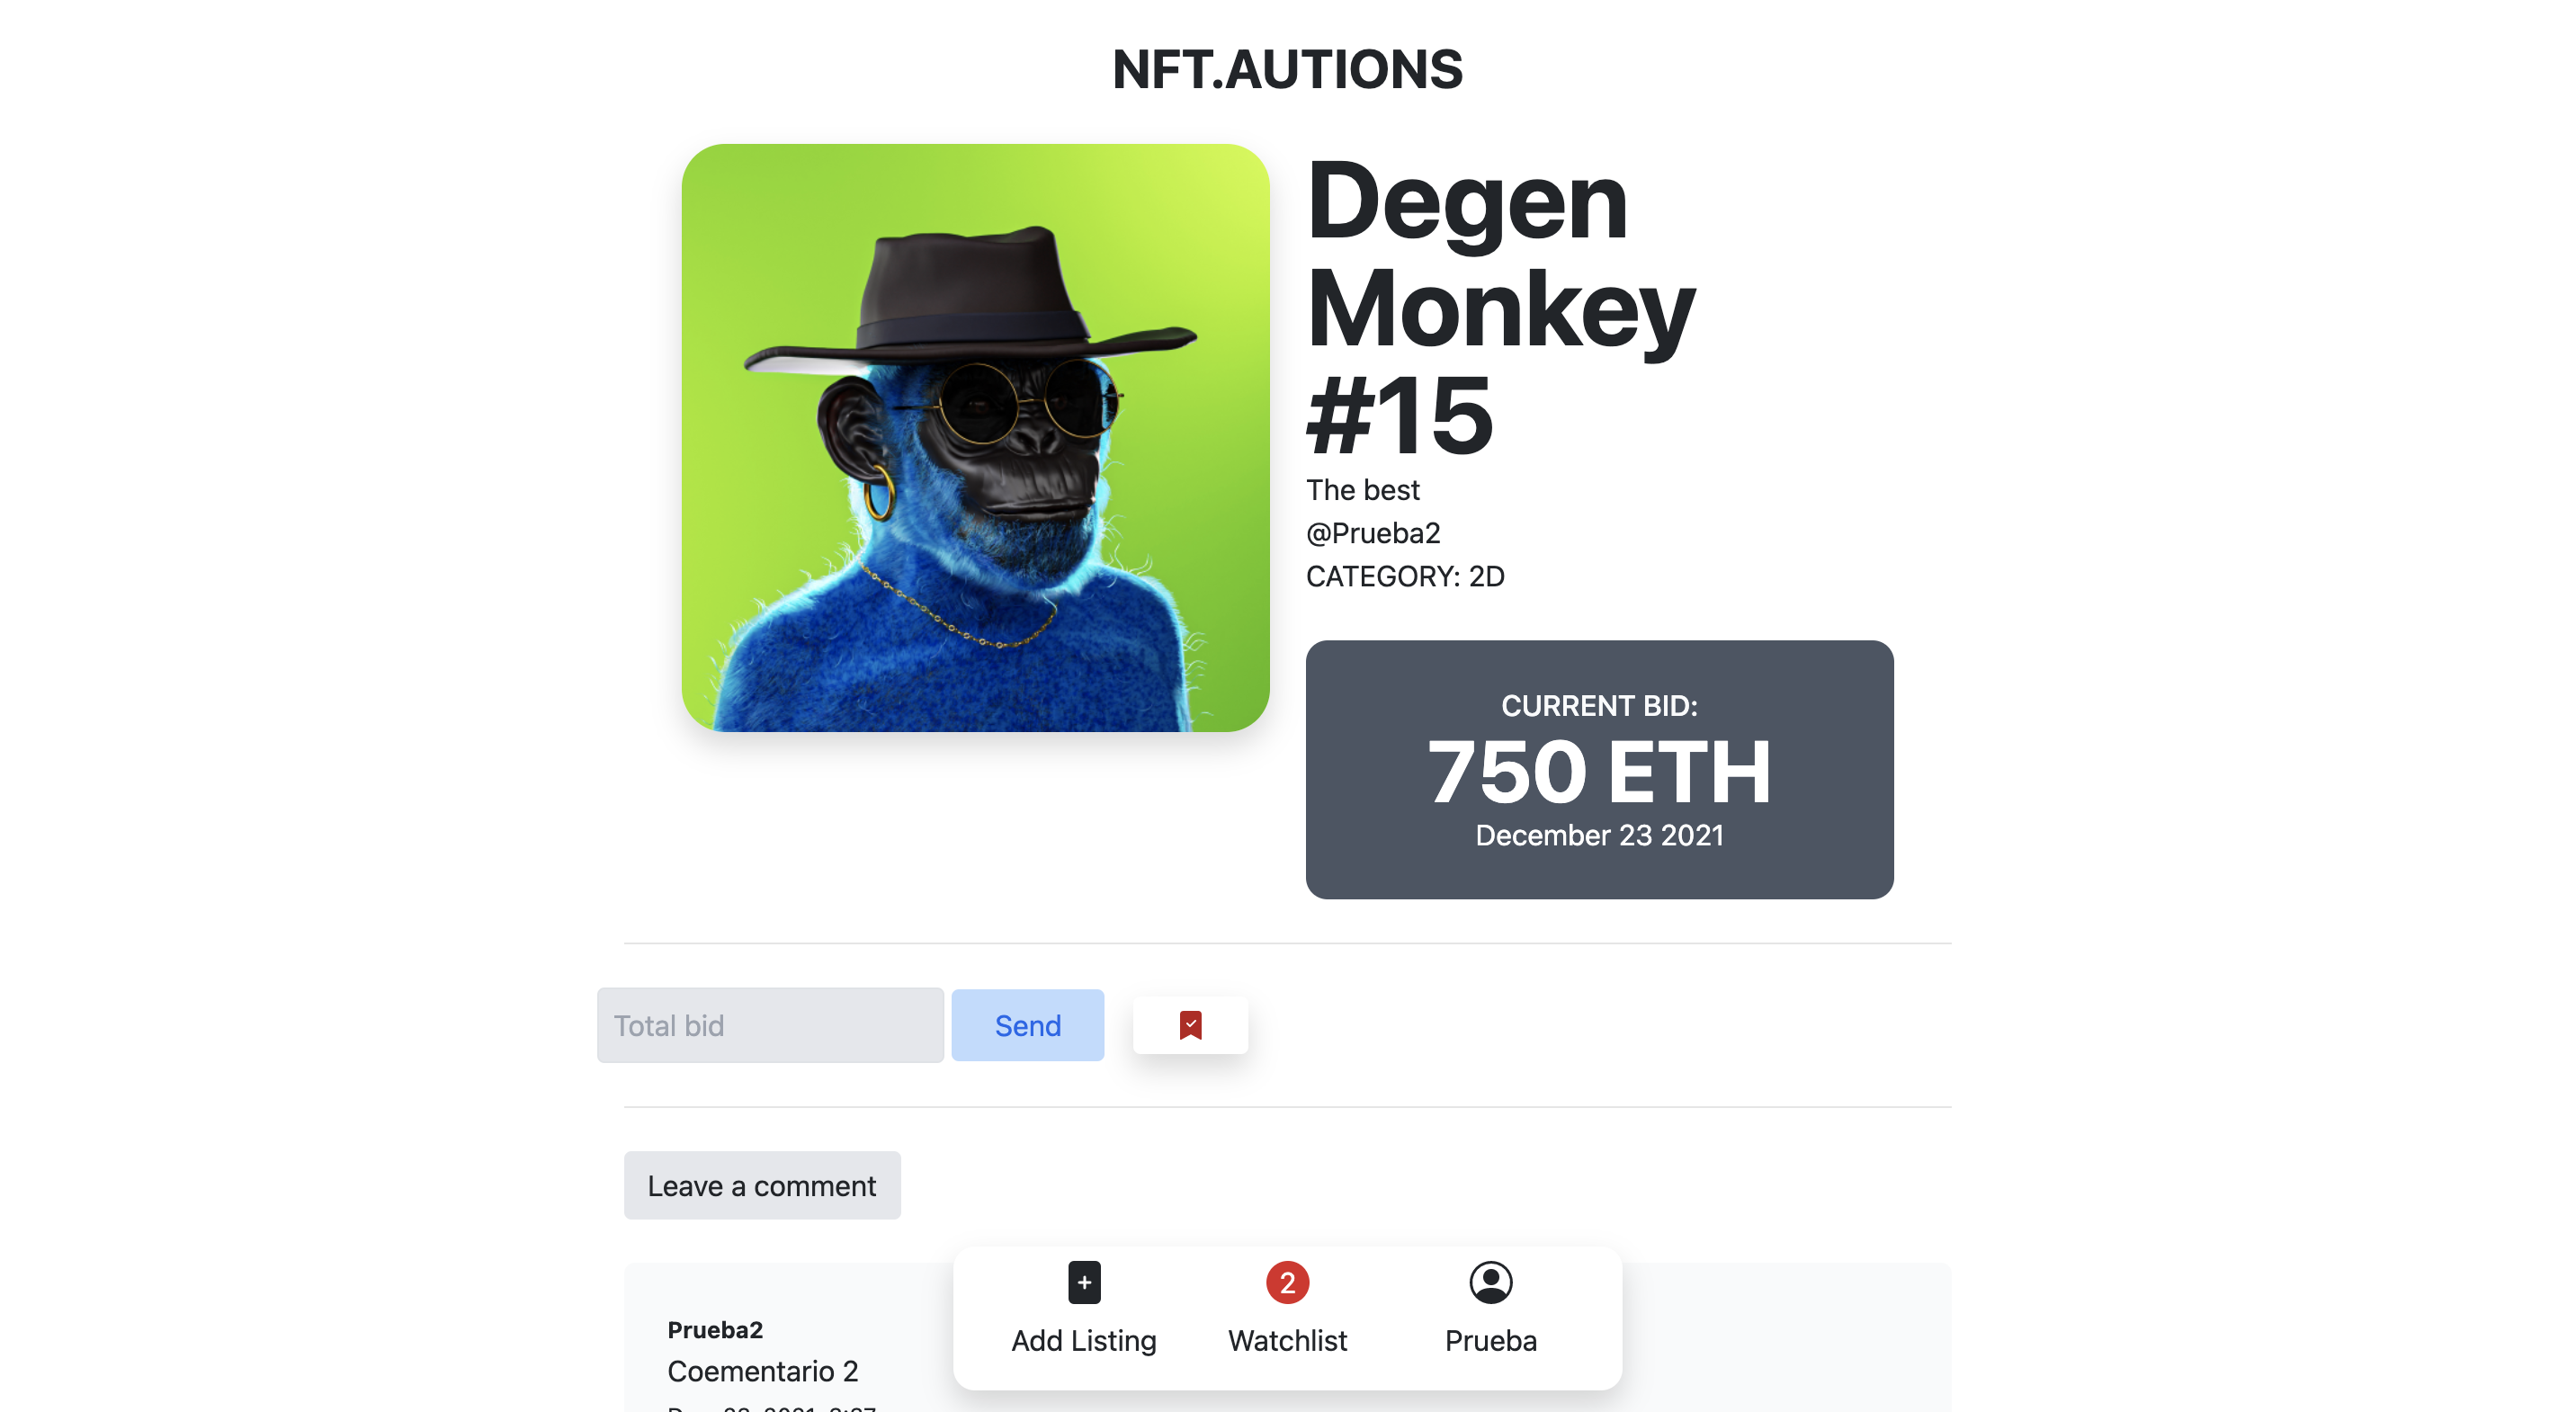 NFT.AUTIONS
Degen
Monkey
#15
The best
@Prueba2
CATEGORY: 2D
CURRENT BID:
750 ETH
December 23 2021
Total bid
Send
Leave a comment
Prueba2
Coementario 2
2
Add Listing
Watchlist
Prueba